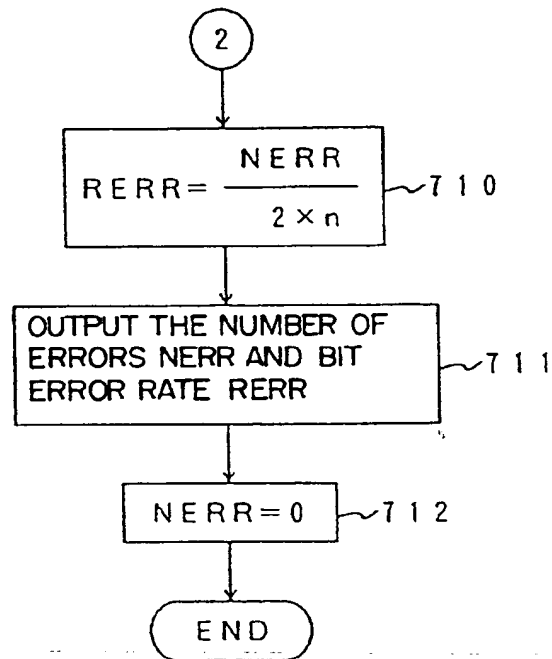 2
NERR
RERR=
2×n
710
OUTPUT THE NUMBER OF
ERRORS NERR AND BIT
ERROR RATE RERR
711
NERR=0
712
END